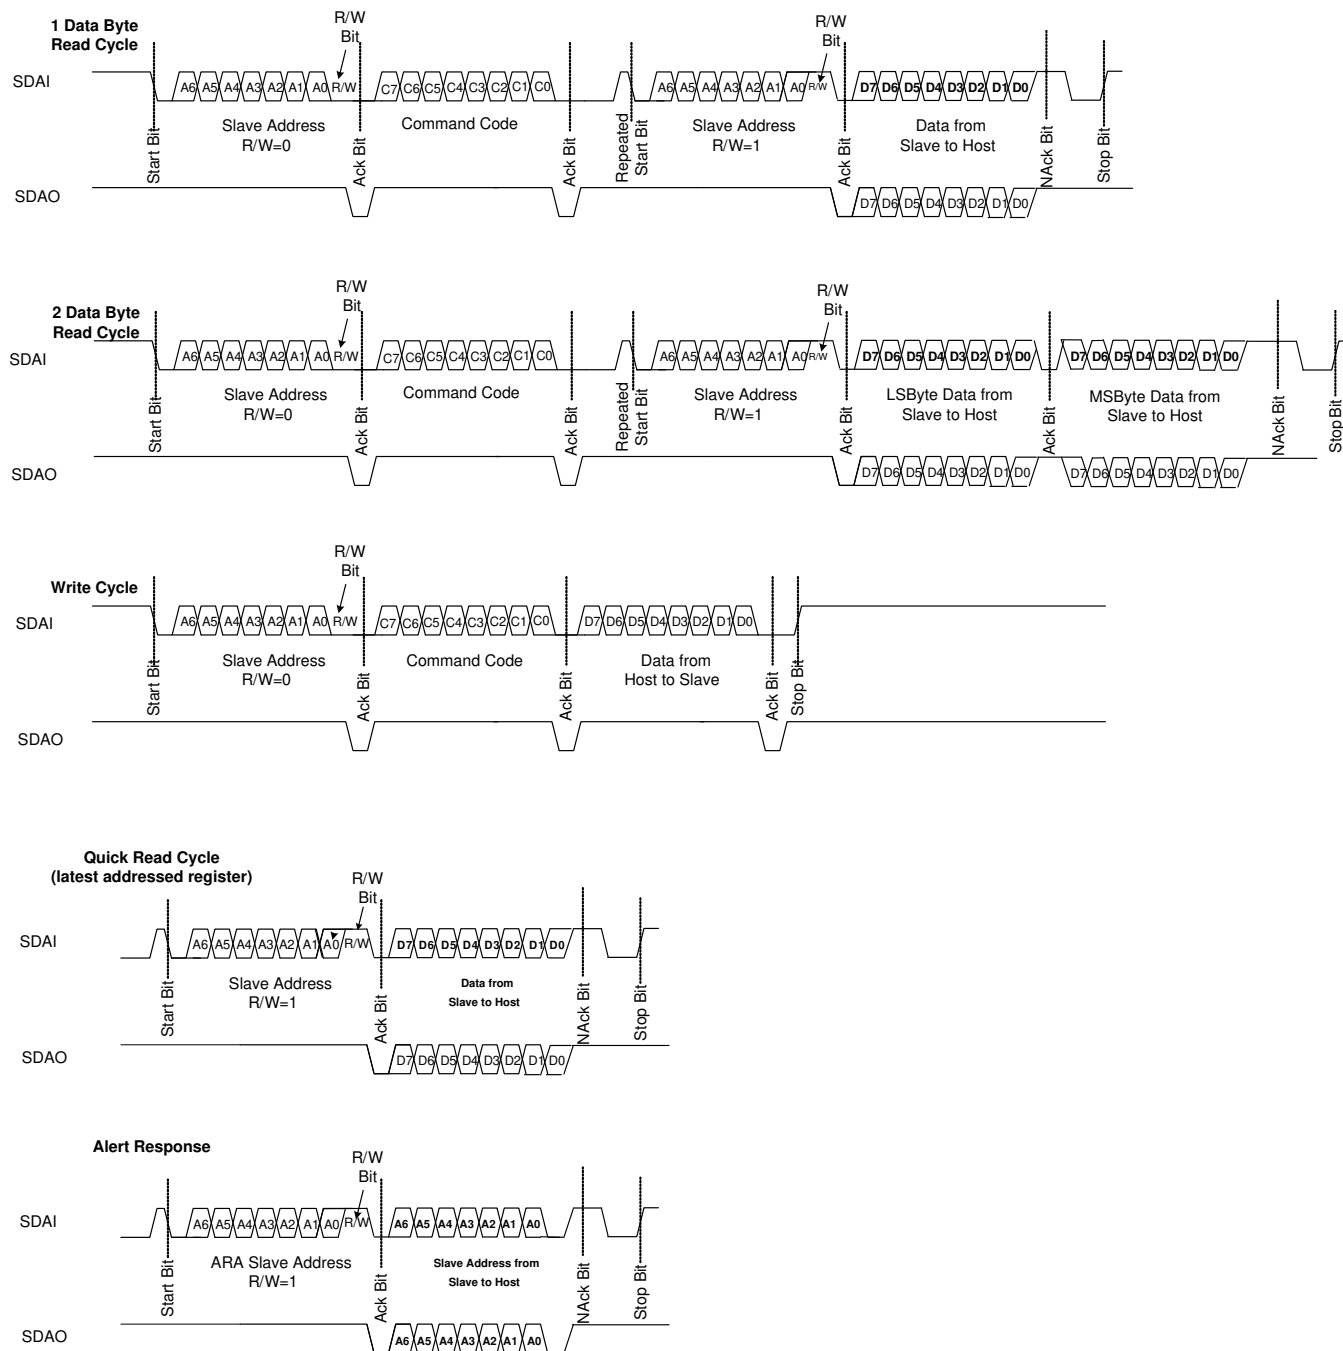 1 Data Byte
Read Cycle
R/W
Bit
R/W
Bit
SDAI
A6 A5 A4 A3 A2 A1 A0 R/W C7 C6 C5 C4 C3 C2 C1 C0 A6 A5 A4 A3 A2 A1 A0 R/W D7 D6 D5 D4 D3 D2 D1 D0
Start Bit
Slave Address
R/W=0
Ack Bit
Command Code
Ack Bit
Repeated
Start Bit
Slave Address
R/W=1
Ack Bit
Data from
Slave to Host
NAck Bit
Stop Bit
SDAO
D7 D6 D5 D4 D3 D2 D1 D0
2 Data Byte
Read Cycle
R/W
Bit
R/W
Bit
SDAI
A6 A5 A4 A3 A2 A1 A0 R/W C7 C6 C5 C4 C3 C2 C1 C0 A6 A5 A4 A3 A2 A1 A0 R/W D7 D6 D5 D4 D3 D2 D1 D0 D7 D6 D5 D4 D3 D2 D1 D0
Start Bit
Slave Address
R/W=0
Ack Bit
Command Code
Ack Bit
Repeated
Start Bit
Slave Address
R/W=1
Ack Bit
LSByte Data from
Slave to Host
Ack Bit
MSByte Data from
Slave to Host
NAck Bit
Stop Bit
SDAO
D7 D6 D5 D4 D3 D2 D1 D0 D7 D6 D5 D4 D3 D2 D1 D0
Write Cycle
R/W
Bit
SDAI
A6 A5 A4 A3 A2 A1 A0 R/W C7 C6 C5 C4 C3 C2 C1 C0 D7 D6 D5 D4 D3 D2 D1 D0
Start Bit
Slave Address
R/W=0
Ack Bit
Command Code
Ack Bit
Data from
Host to Slave
Ack Bit
Stop Bit
SDAO
Quick Read Cycle
(latest addressed register)
R/W
Bit
SDAI
A6 A5 A4 A3 A2 A1 A0 R/W D7 D6 D5 D4 D3 D2 D1 D0
Start Bit
Slave Address
R/W=1
Ack Bit
Data from
Slave to Host
NAck Bit
Stop Bit
SDAO
D7 D6 D5 D4 D3 D2 D1 D0
Alert Response
R/W
Bit
SDAI
A6 A5 A4 A3 A2 A1 A0 R/W A6 A5 A4 A3 A2 A1 A0
Start Bit
ARA Slave Address
R/W=1
Ack Bit
Slave Address from
Slave to Host
NAck Bit
Stop Bit
SDAO
A6 A5 A4 A3 A2 A1 A0